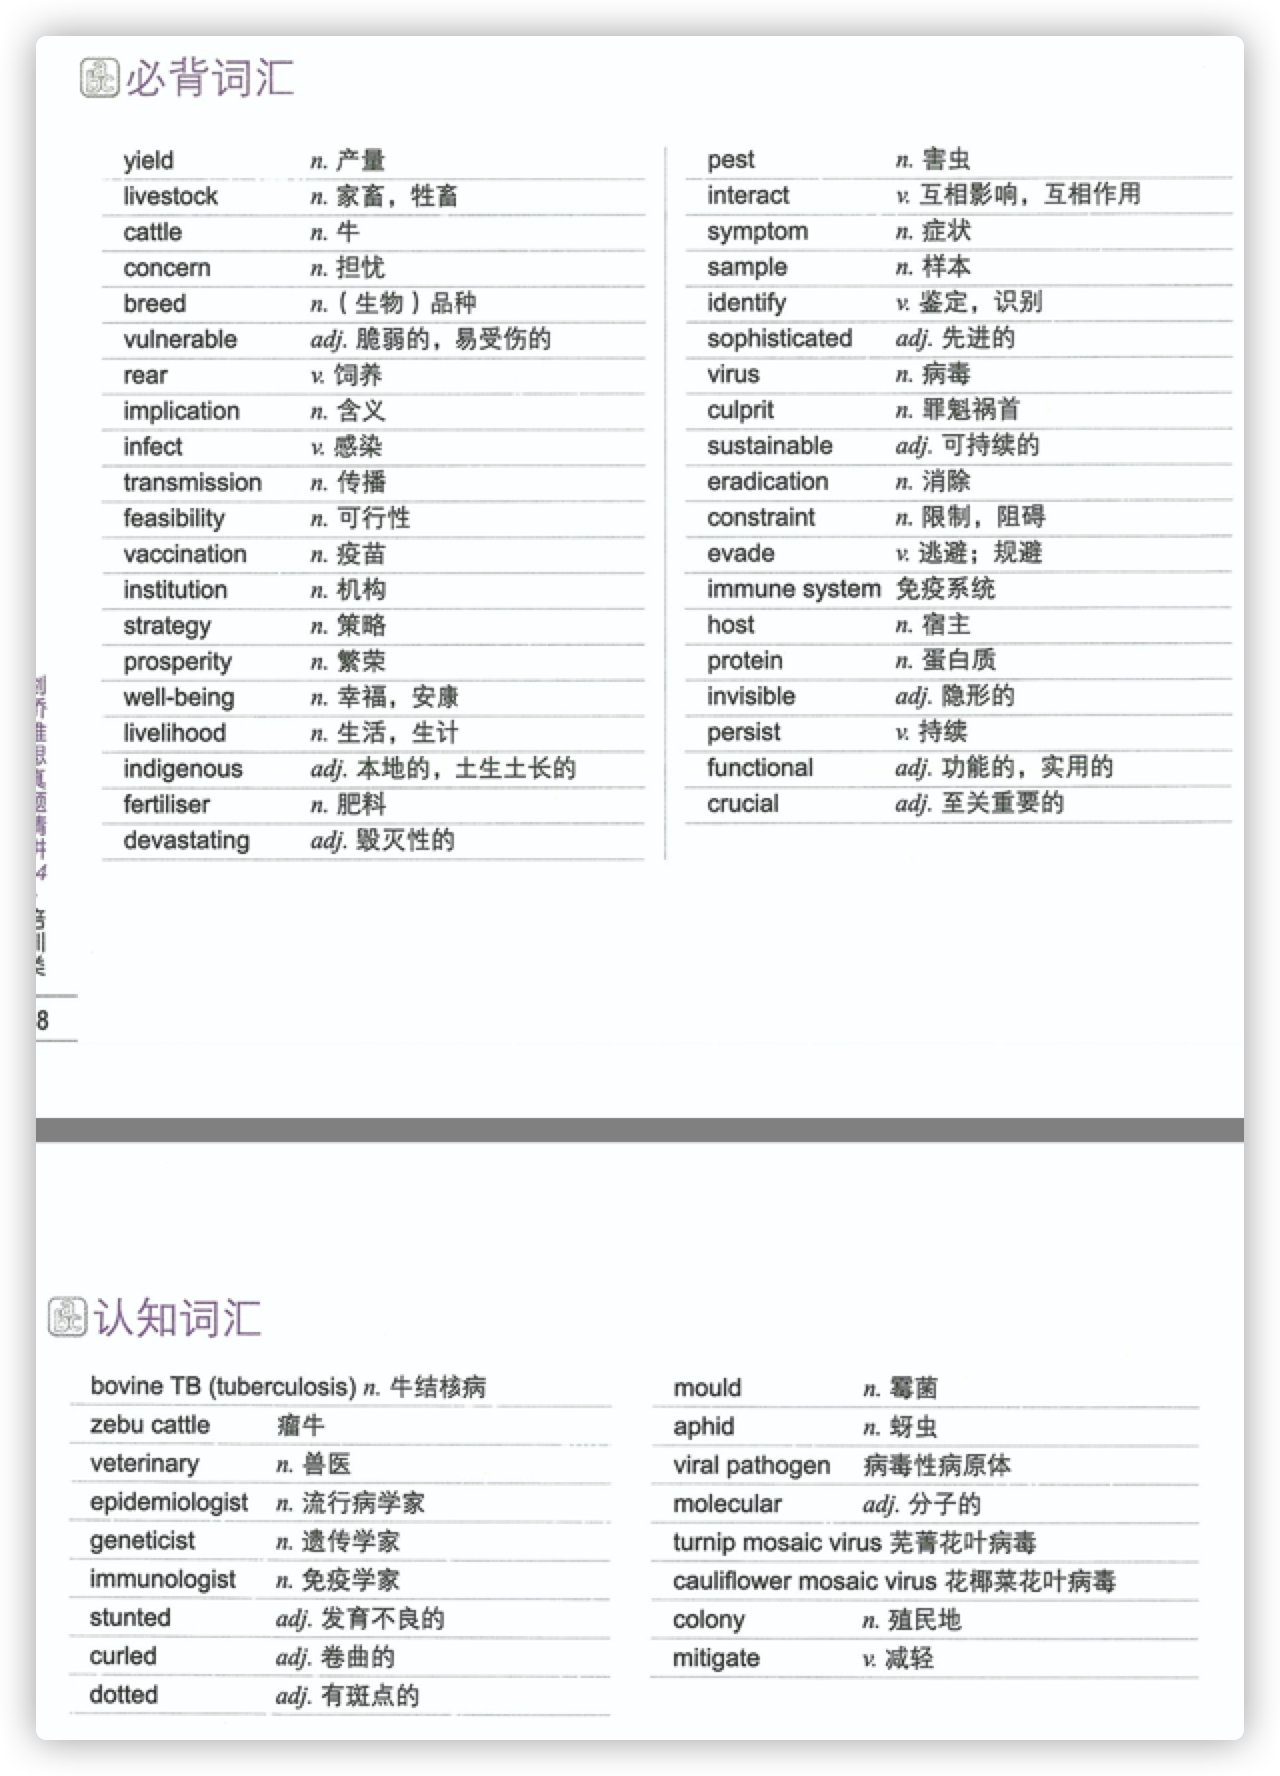 必背词汇
yield n. 产量
livestock n. 家畜，牲畜
cattle n. 牛
concern n. 担忧
breed n.（生物）品种
vulnerable adj. 脆弱的，易受伤的
rear v. 饲养
implication n. 含义
infect v. 感染
transmission n. 传播
feasibility n. 可行性
vaccination n. 疫苗
institution n. 机构
strategy n. 策略
prosperity n. 繁荣
well-being n. 幸福，安康
livelihood n. 生活，生计
indigenous adj. 本地的，土生土长的
fertiliser n. 肥料
devastating adj. 毁灭性的
pest n. 害虫
interact v. 互相影响，互相作用
symptom n. 症状
sample n. 样本
identify v. 鉴定，识别
sophisticated adj. 先进的
virus n. 病毒
culprit n. 罪魁祸首
sustainable adj. 可持续的
eradication n. 消除
constraint n. 限制，阻碍
evade v. 逃避；规避
immune system 免疫系统
host n. 宿主
protein n. 蛋白质
invisible adj. 隐形的
persist v. 持续
functional adj. 功能的，实用的
crucial adj. 至关重要的
8
认知词汇
bovine TB (tuberculosis) n. 牛结核病
zebu cattle 瘤牛
veterinary n. 兽医
epidemiologist n. 流行病学家
geneticist n. 遗传学家
immunologist n. 免疫学家
stunted adj. 发育不良的
curled adj. 卷曲的
dotted adj. 有斑点的
mould n. 霉菌
aphid n. 蚜虫
viral pathogen 病毒性病原体
molecular adj. 分子的
turnip mosaic virus 芜菁花叶病毒
cauliflower mosaic virus 花椰菜花叶病毒
colony n. 殖民地
mitigate v. 减轻